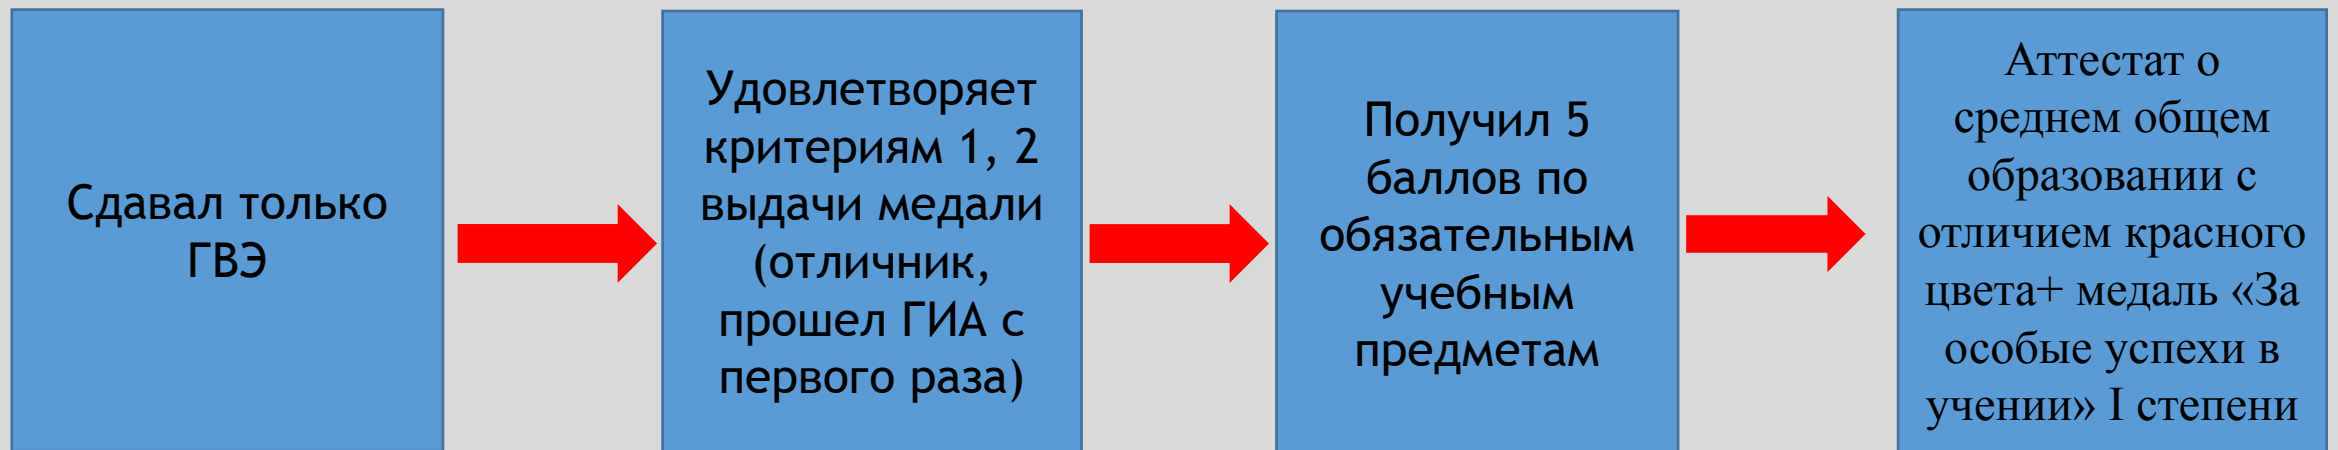 Сдавал только
ГВЭ
Удовлетворяет
критериям 1, 2
выдачи медали
(отличник,
прошел ГИА с
первого раза)
Получил 5
баллов по
обязательным
учебным
предметам
Аттестат о
среднем общем
образовании с
отличием красного
цвета+ медаль «За
особые успехи в
учении» I степени